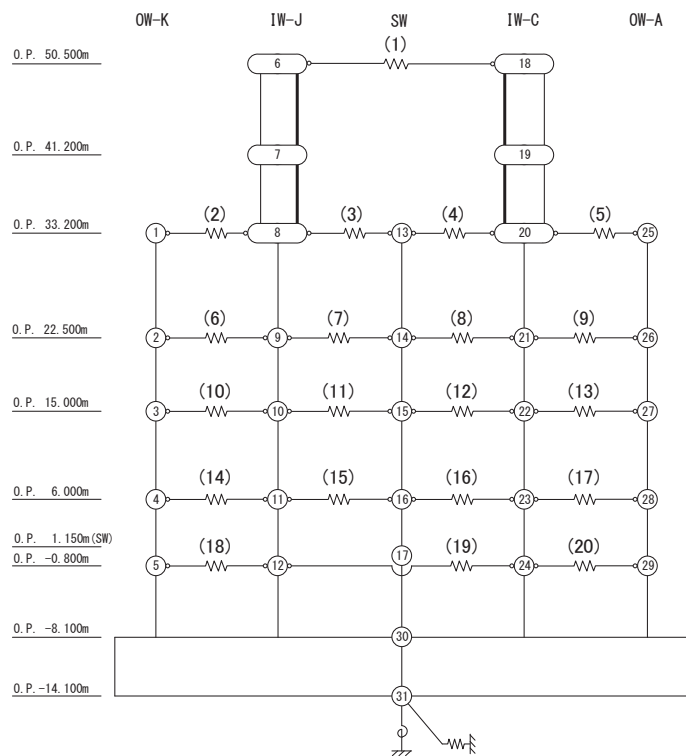 OW-K IW-J SW IW-C OW-A
(1)
O.P. 50.500m 6 18
O.P. 41.200m 7 19
(2) (3) (4) (5)
O.P. 33.200m 1 8 13 20 25
(6) (7) (8) (9)
O.P. 22.500m 2 9 14 21 26
(10) (11) (12) (13)
O.P. 15.000m 3 10 15 22 27
(14) (15) (16) (17)
O.P. 6.000m 4 11 16 23 28
O.P. 1.150m(SW) 17
(18) (19) (20)
O.P. -0.800m 5 12 24 29
O.P. -8.100m 30
O.P.-14.100m 31